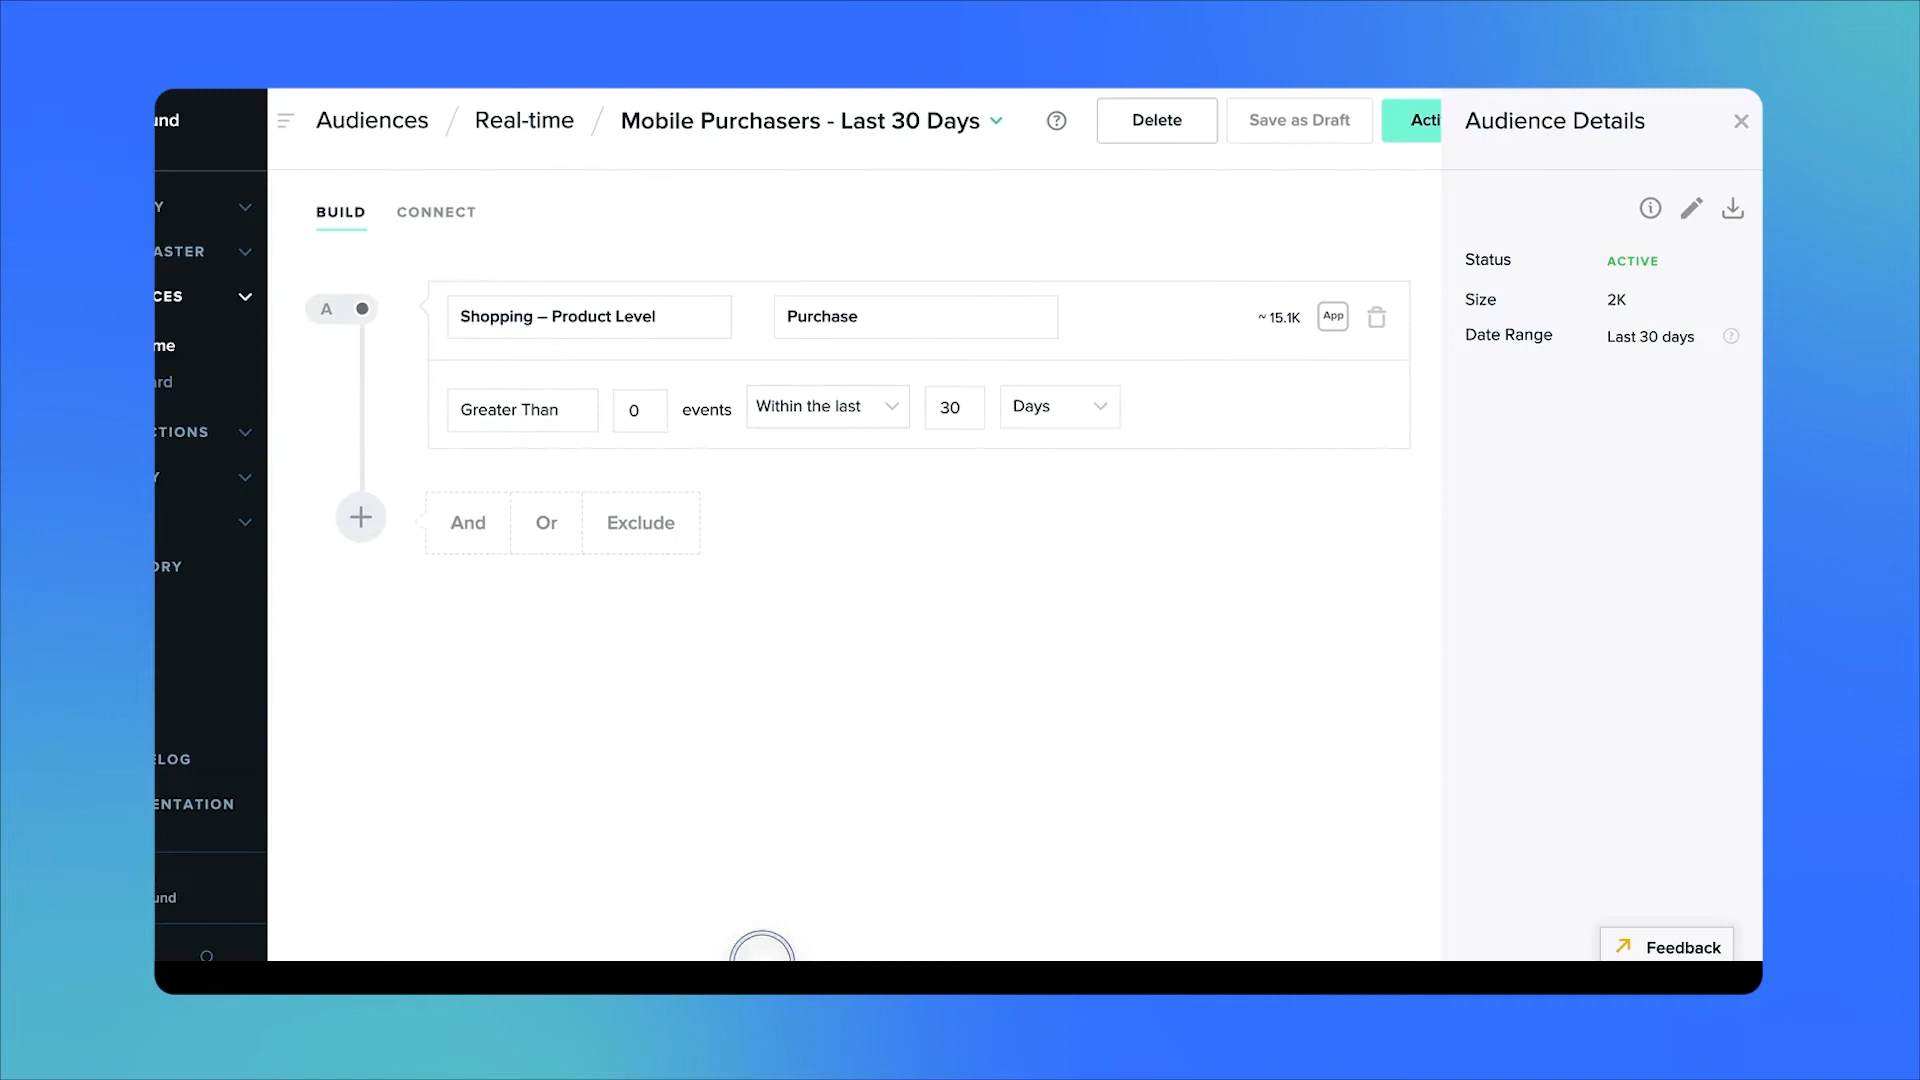 und
Audiences / Real-time / Mobile Purchasers - Last 30 Days
Delete
Save as Draft
Acti
Audience Details
Y
ASTER
CES
me
rd
CTIONS
Y
ORY
ELOG
ENTATION
und
BUILD
CONNECT
A
Shopping – Product Level
Purchase
~ 15.1K
App
Greater Than
0
events
Within the last
30
Days
And
Or
Exclude
Status
ACTIVE
Size
2K
Date Range
Last 30 days
Feedback